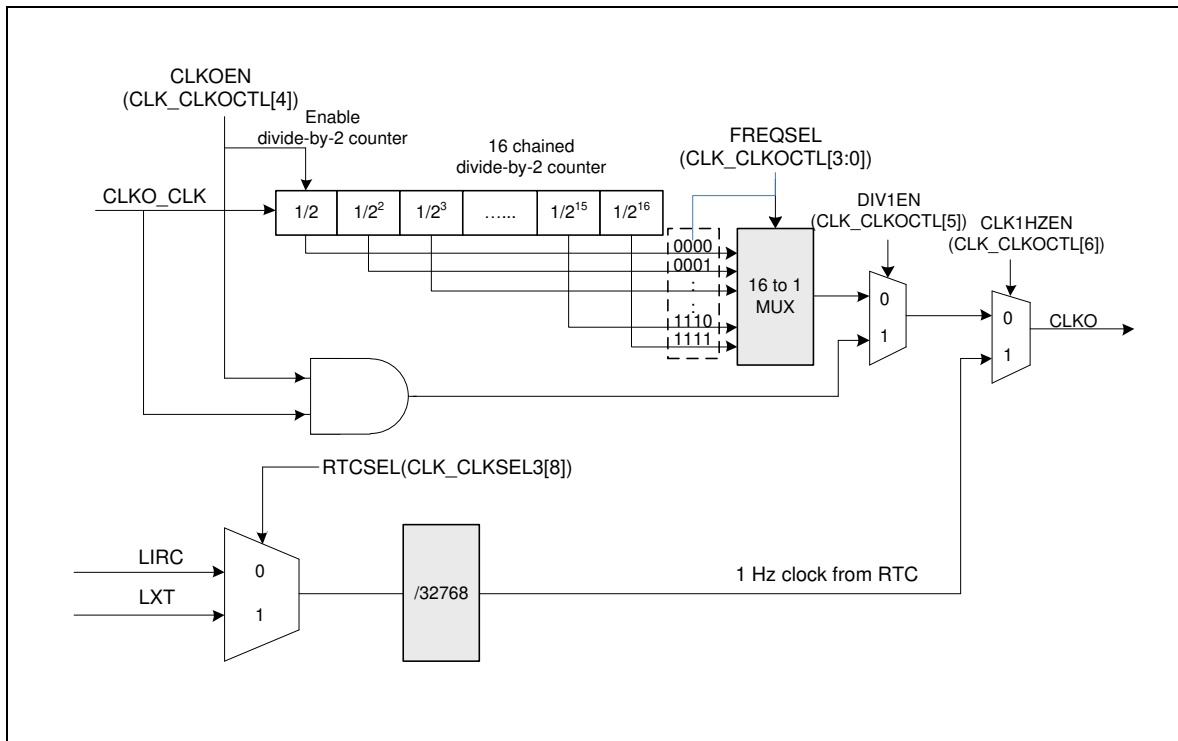 CLKOEN
(CLK_CLKOCTL[4])
Enable
divide-by-2 counter
16 chained
divide-by-2 counter
FREQSEL
(CLK_CLKOCTL[3:0])
DIV1EN
(CLK_CLKOCTL[5])
CLK1HZEN
(CLK_CLKOCTL[6])
CLKO_CLK
1/2
1/2²
1/2³
…...
1/2¹⁵
1/2¹⁶
0000
0001
:
:
1110
1111
16 to 1
MUX
0
1
0
1
CLKO
RTCSEL(CLK_CLKSEL3[8])
LIRC
LXT
0
1
/32768
1 Hz clock from RTC